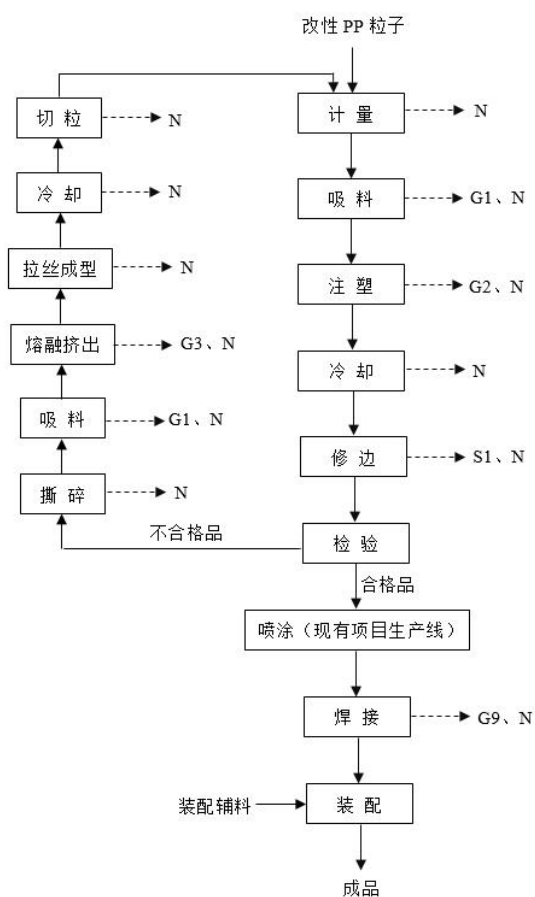 改性 PP 粒子
切 粒
N
计 量
N
冷 却
N
吸 料
G1、N
拉丝成型
N
注 塑
G2、N
熔融挤出
G3、N
冷 却
N
吸 料
G1、N
修 边
S1、N
撕 碎
N
不合格品
检 验
合格品
喷涂（现有项目生产线）
焊 接
G9、N
装配辅料
装 配
成品